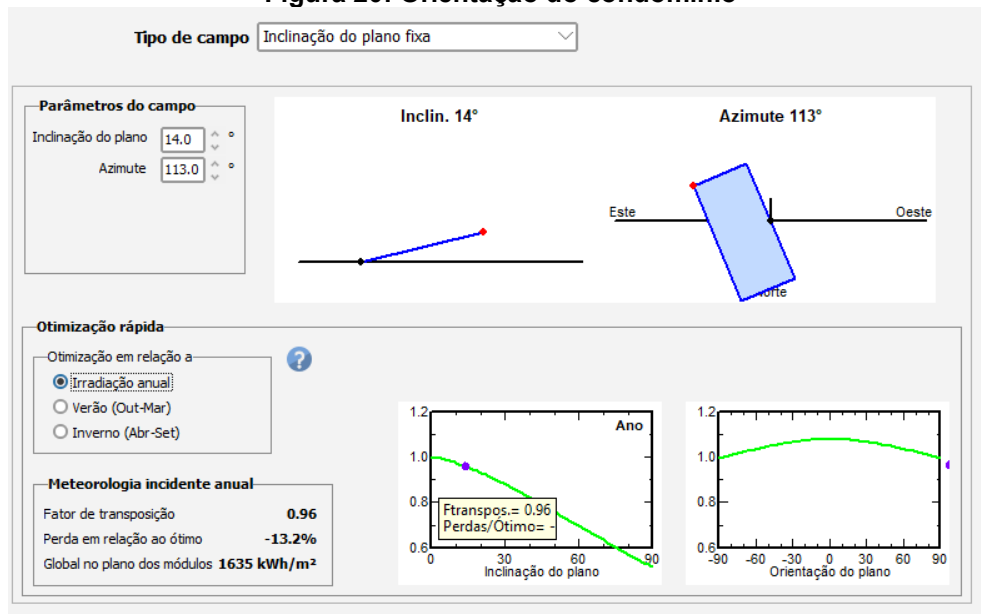 Figura 20: Orientação do condomínio
Tipo de campo Inclinação do plano fixa
Parâmetros do campo
Inclinação do plano 14.0 °
Azimute 113.0 °
Inclin. 14°
Azimute 113°
Este
Oeste
Otimização rápida
Otimização em relação a
Irradiação anual
Verão (Out-Mar)
Inverno (Abr-Set)
?
Meteorologia incidente anual
Fator de transposição 0.96
Perda em relação ao ótimo -13.2%
Global no plano dos módulos 1635 kWh/m²
Ano
1.2
1.0
0.8
0.6
Ftranspos.= 0.96
Perdas/Ótimo= -
0 30 60 90
Inclinação do plano
1.2
1.0
0.8
0.6
-90 -60 -30 0 30 60 90
Orientação do plano